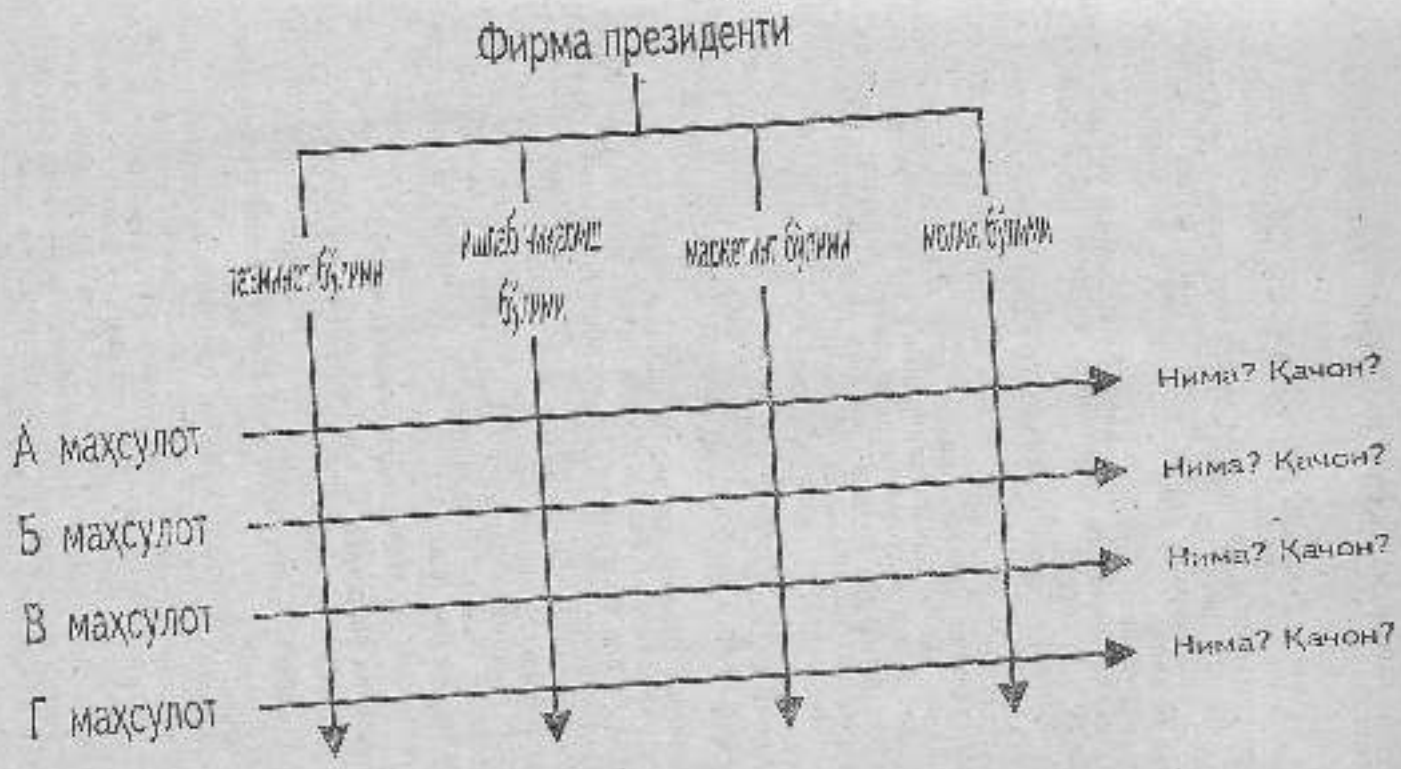 Фирма президенти
таъминот бўлими
ишлаб чиқариш
бўлими
маркетинг бўлими
молия бўлими
А маҳсулот
Нима? Қачон?
Б маҳсулот
Нима? Қачон?
В маҳсулот
Нима? Қачон?
Г маҳсулот
Нима? Қачон?